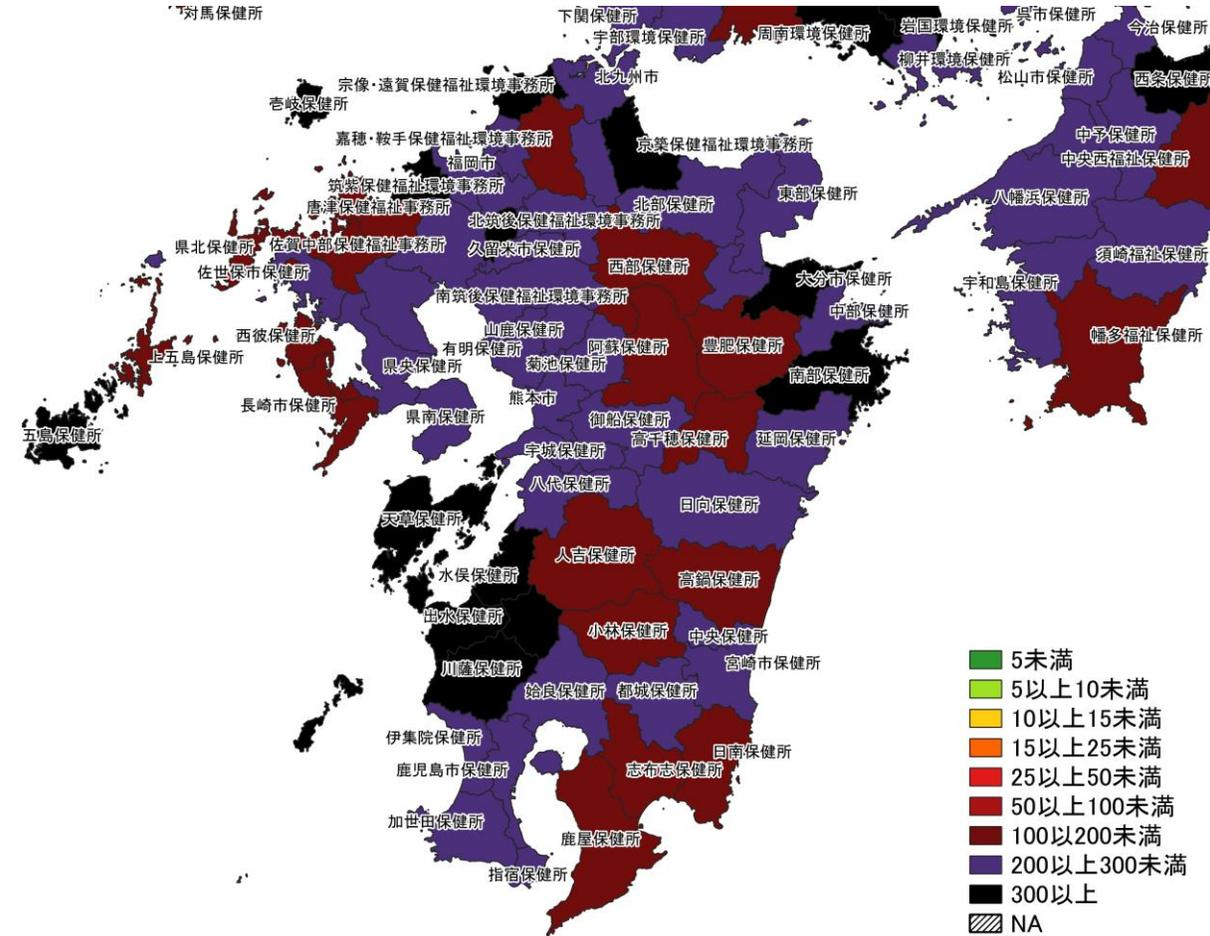 対馬保健所
下関保健所
宇部環境保健所
周南環境保健所
岩国環境保健所
呉市保健所
今治保健所
柳井環境保健所
松山市保健所
西条保健所
北九州市
宗像・遠賀保健福祉環境事務所
壱岐保健所
嘉穂・鞍手保健福祉環境事務所
京築保健福祉環境事務所
中予保健所
福岡市
中央西福祉保健所
筑紫保健福祉環境事務所
東部保健所
八幡浜保健所
唐津保健福祉事務所
北部保健所
北筑後保健福祉環境事務所
県北保健所
佐賀中部保健福祉事務所
久留米市保健所
須崎福祉保健所
佐世保市保健所
西部保健所
大分市保健所
宇和島保健所
南筑後保健福祉環境事務所
中部保健所
西彼保健所
山鹿保健所
幡多福祉保健所
上五島保健所
有明保健所
阿蘇保健所
豊肥保健所
県央保健所
菊池保健所
南部保健所
熊本市
長崎市保健所
県南保健所
御船保健所
五島保健所
高千穂保健所
延岡保健所
宇城保健所
八代保健所
日向保健所
天草保健所
人吉保健所
水俣保健所
高鍋保健所
出水保健所
小林保健所
中央保健所
川薩保健所
宮崎市保健所
姶良保健所
都城保健所
伊集院保健所
日南保健所
鹿児島市保健所
志布志保健所
加世田保健所
鹿屋保健所
指宿保健所
5未満
5以上10未満
10以上15未満
15以上25未満
25以上50未満
50以上100未満
100以200未満
200以上300未満
300以上
NA